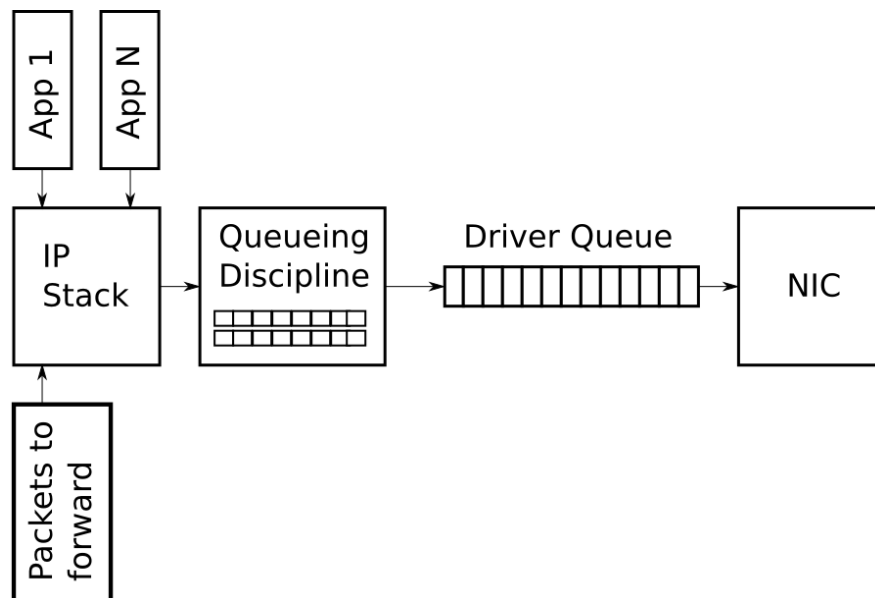 App 1
App N
IP
Stack
Queueing
Discipline
Driver Queue
NIC
Packets to
forward